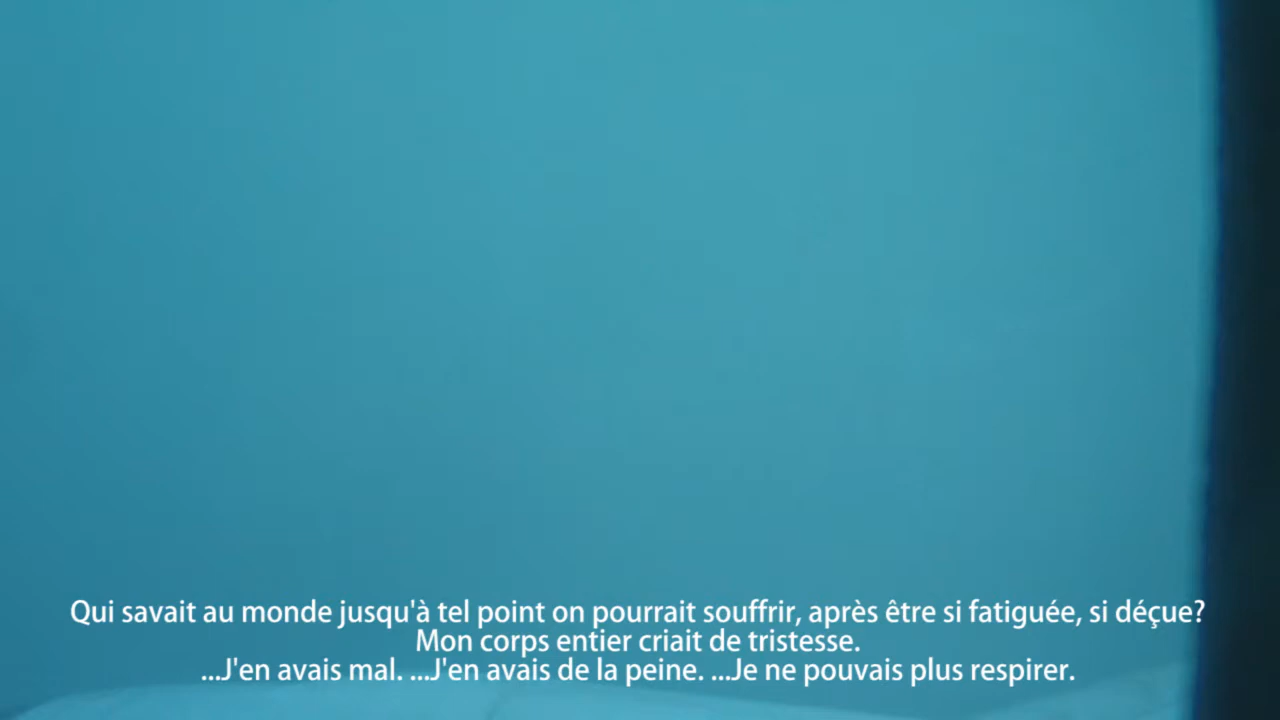 Qui savait au monde jusqu'à tel point on pourrait souffrir, après être si fatiguée, si déçue?
Mon corps entier criait de tristesse.
...J'en avais mal. ...J'en avais de la peine. ...Je ne pouvais plus respirer.